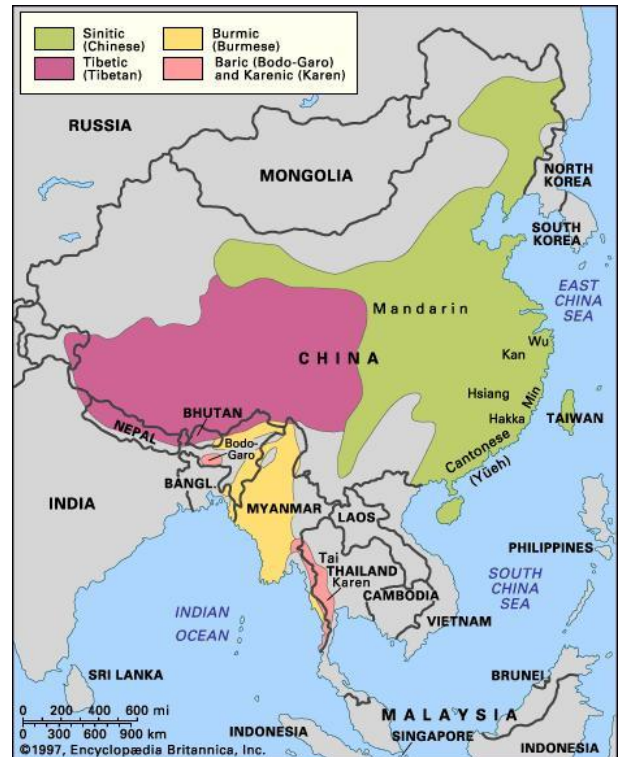 Sinitic
(Chinese)
Burmic
(Burmese)
Tibetic
(Tibetan)
Baric (Bodo-Garo)
and Karenic (Karen)
RUSSIA
MONGOLIA
NORTH
KOREA
SOUTH
KOREA
EAST
CHINA
SEA
Mandarin
Wu
Kan
CHINA
Hsiang
Min
Hakka
TAIWAN
Cantonese
(Yüeh)
BHUTAN
NEPAL
Bodo-
Garo
BANGL.
INDIA
MYANMAR
LAOS
Tai
THAILAND
Karen
CAMBODIA
VIETNAM
PHILIPPINES
SOUTH
CHINA
SEA
INDIAN
OCEAN
SRI LANKA
BRUNEI
MALAYSIA
SINGAPORE
INDONESIA
INDONESIA
0 200 400 600 mi
0 300 600 900 km
©1997, Encyclopædia Britannica, Inc.